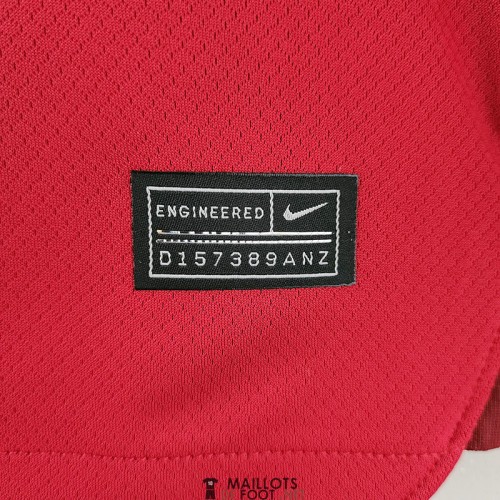 ENGINEERED
D157389ANZ
MAILLOTS
FOOT